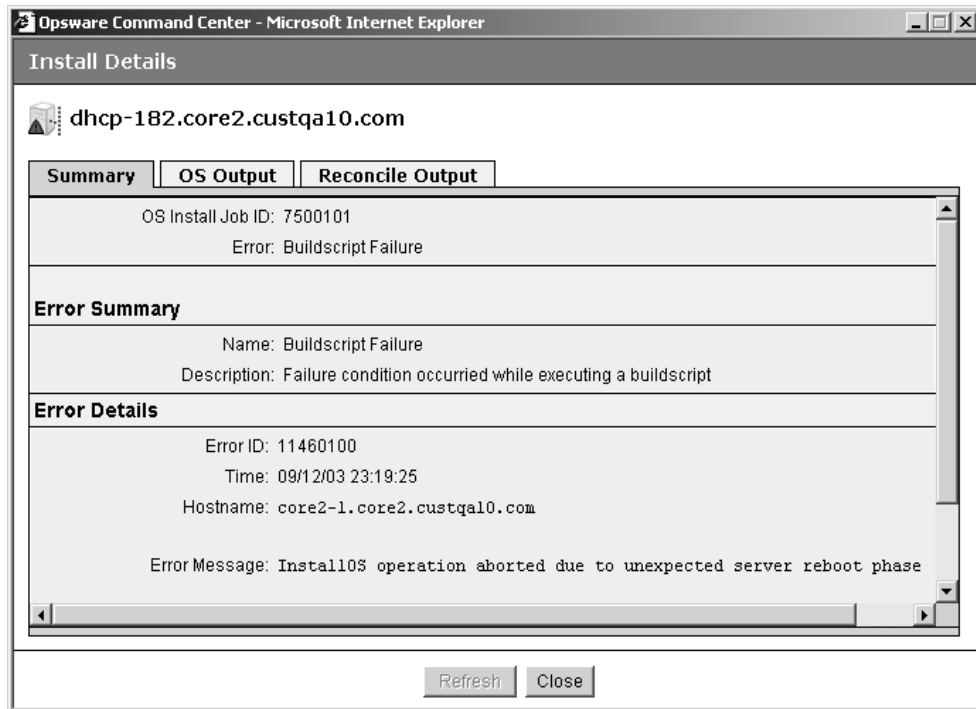 Opsware Command Center - Microsoft Internet Explorer
Install Details
dhcp-182.core2.custqa10.com
Summary OS Output Reconcile Output
OS Install Job ID: 7500101
Error: Buildscript Failure
Error Summary
Name: Buildscript Failure
Description: Failure condition occurried while executing a buildscript
Error Details
Error ID: 11460100
Time: 09/12/03 23:19:25
Hostname: core2-1.core2.custqa10.com
Error Message: InstallOS operation aborted due to unexpected server reboot phase
Refresh Close